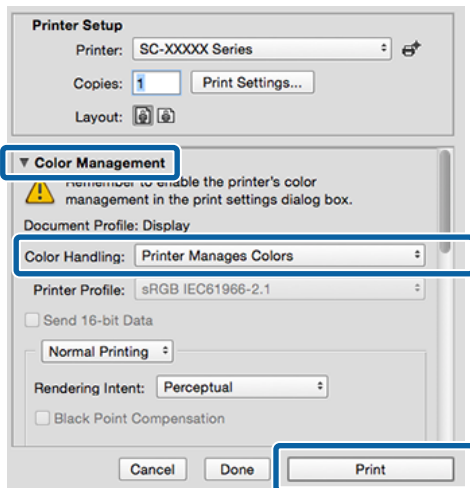 Printer Setup
Printer: SC-XXXXX Series
Copies: 1 Print Settings...
Layout:
Color Management
Remember to enable the printer's color
management in the print settings dialog box.
Document Profile: Display
Color Handling: Printer Manages Colors
Printer Profile: sRGB IEC61966-2.1
Send 16-bit Data
Normal Printing
Rendering Intent: Perceptual
Black Point Compensation
Cancel Done Print